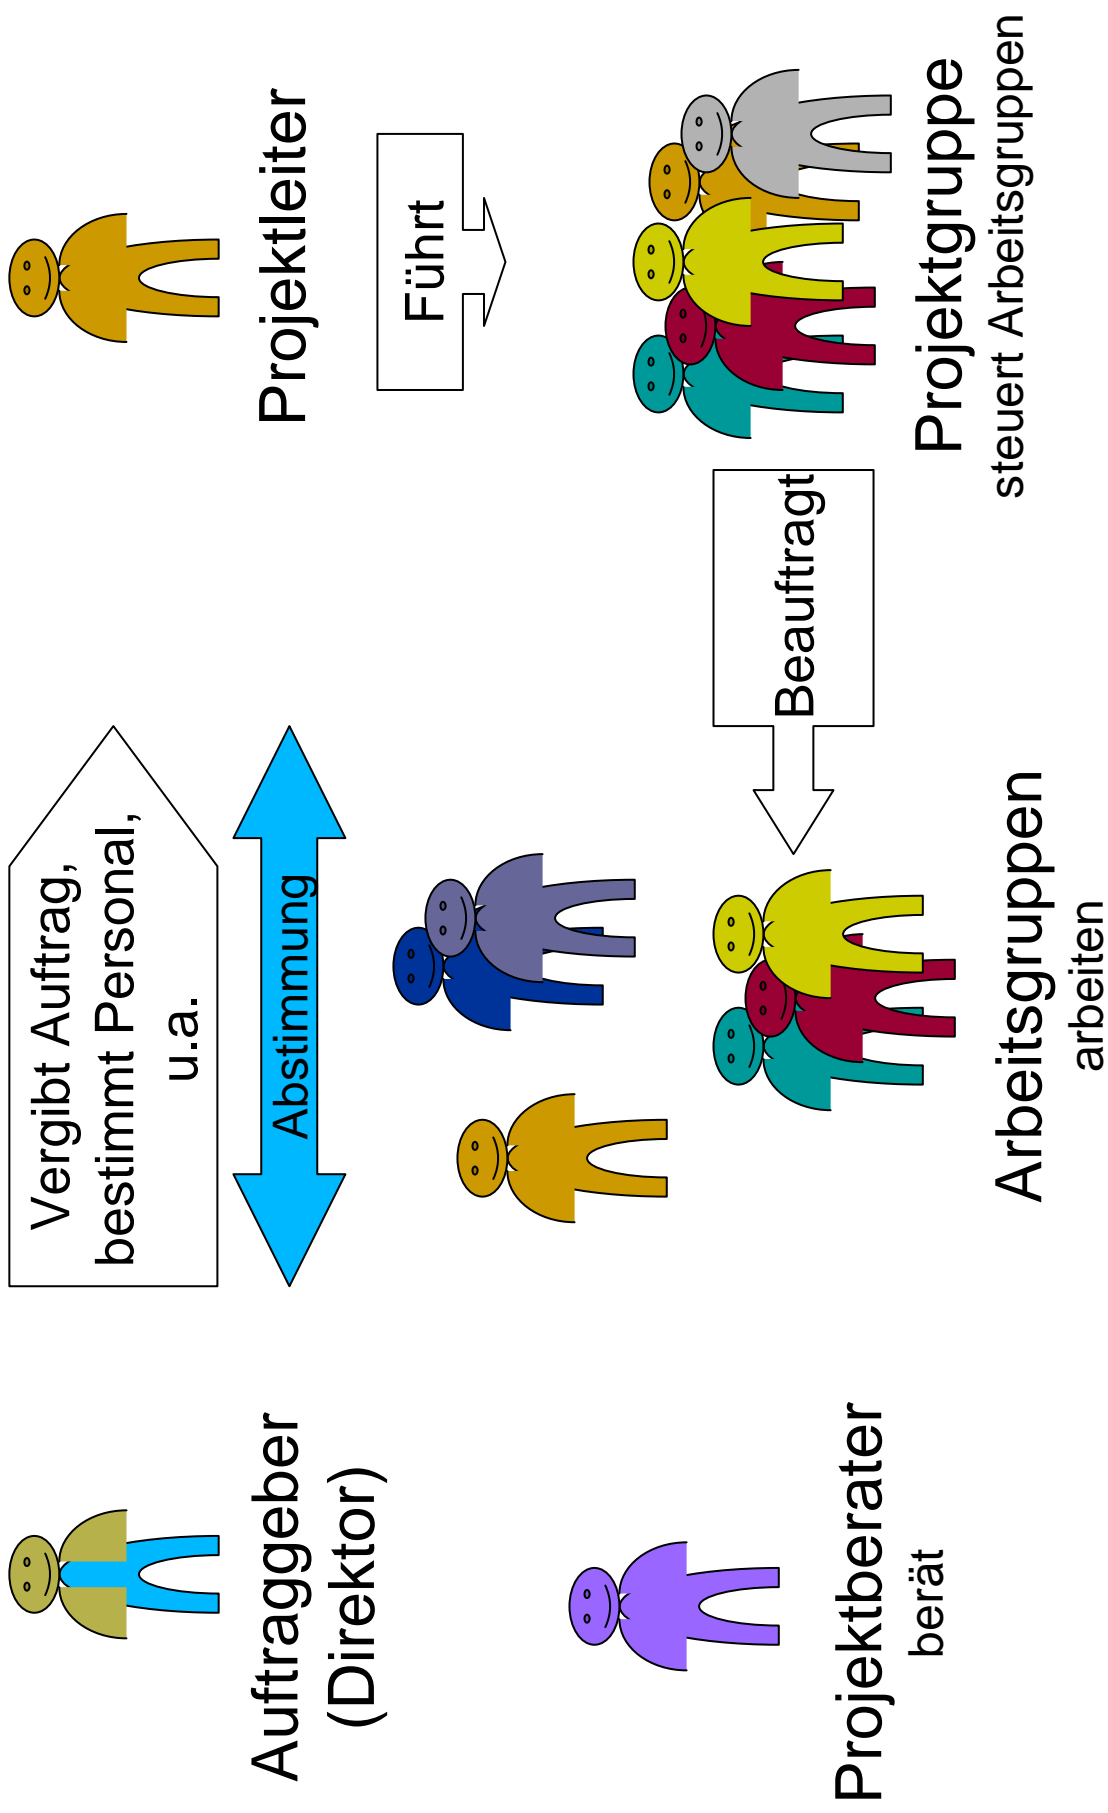 Vergibt Auftrag,
bestimmt Personal,
u.a.
Abstimmung
Auftraggeber
(Direktor)
Projektleiter
Führt
Projektberater
berät
Arbeitsgruppen
arbeiten
Beauftragt
Projektgruppe
steuert Arbeitsgruppen